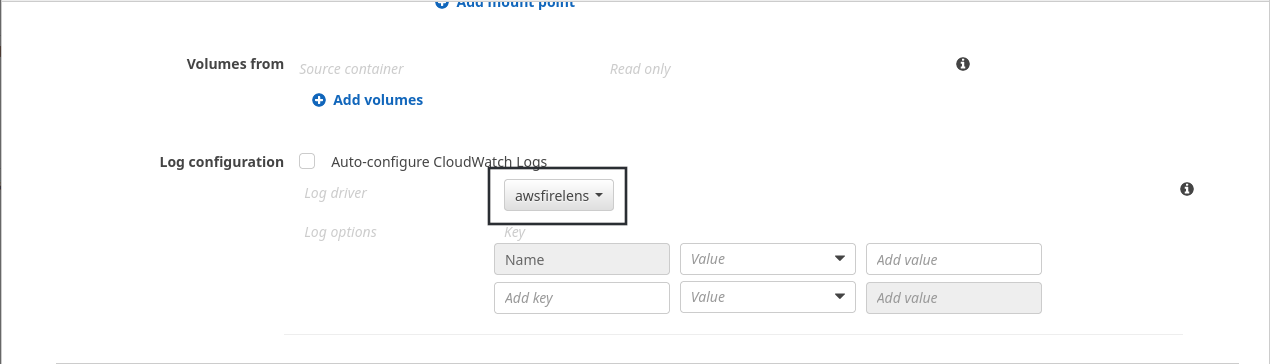 Add mount point
Volumes from
Source container
Read only
Add volumes
Log configuration
Auto-configure CloudWatch Logs
Log driver
awsfirelens
Log options
Key
Name
Value
Add value
Add key
Value
Add value